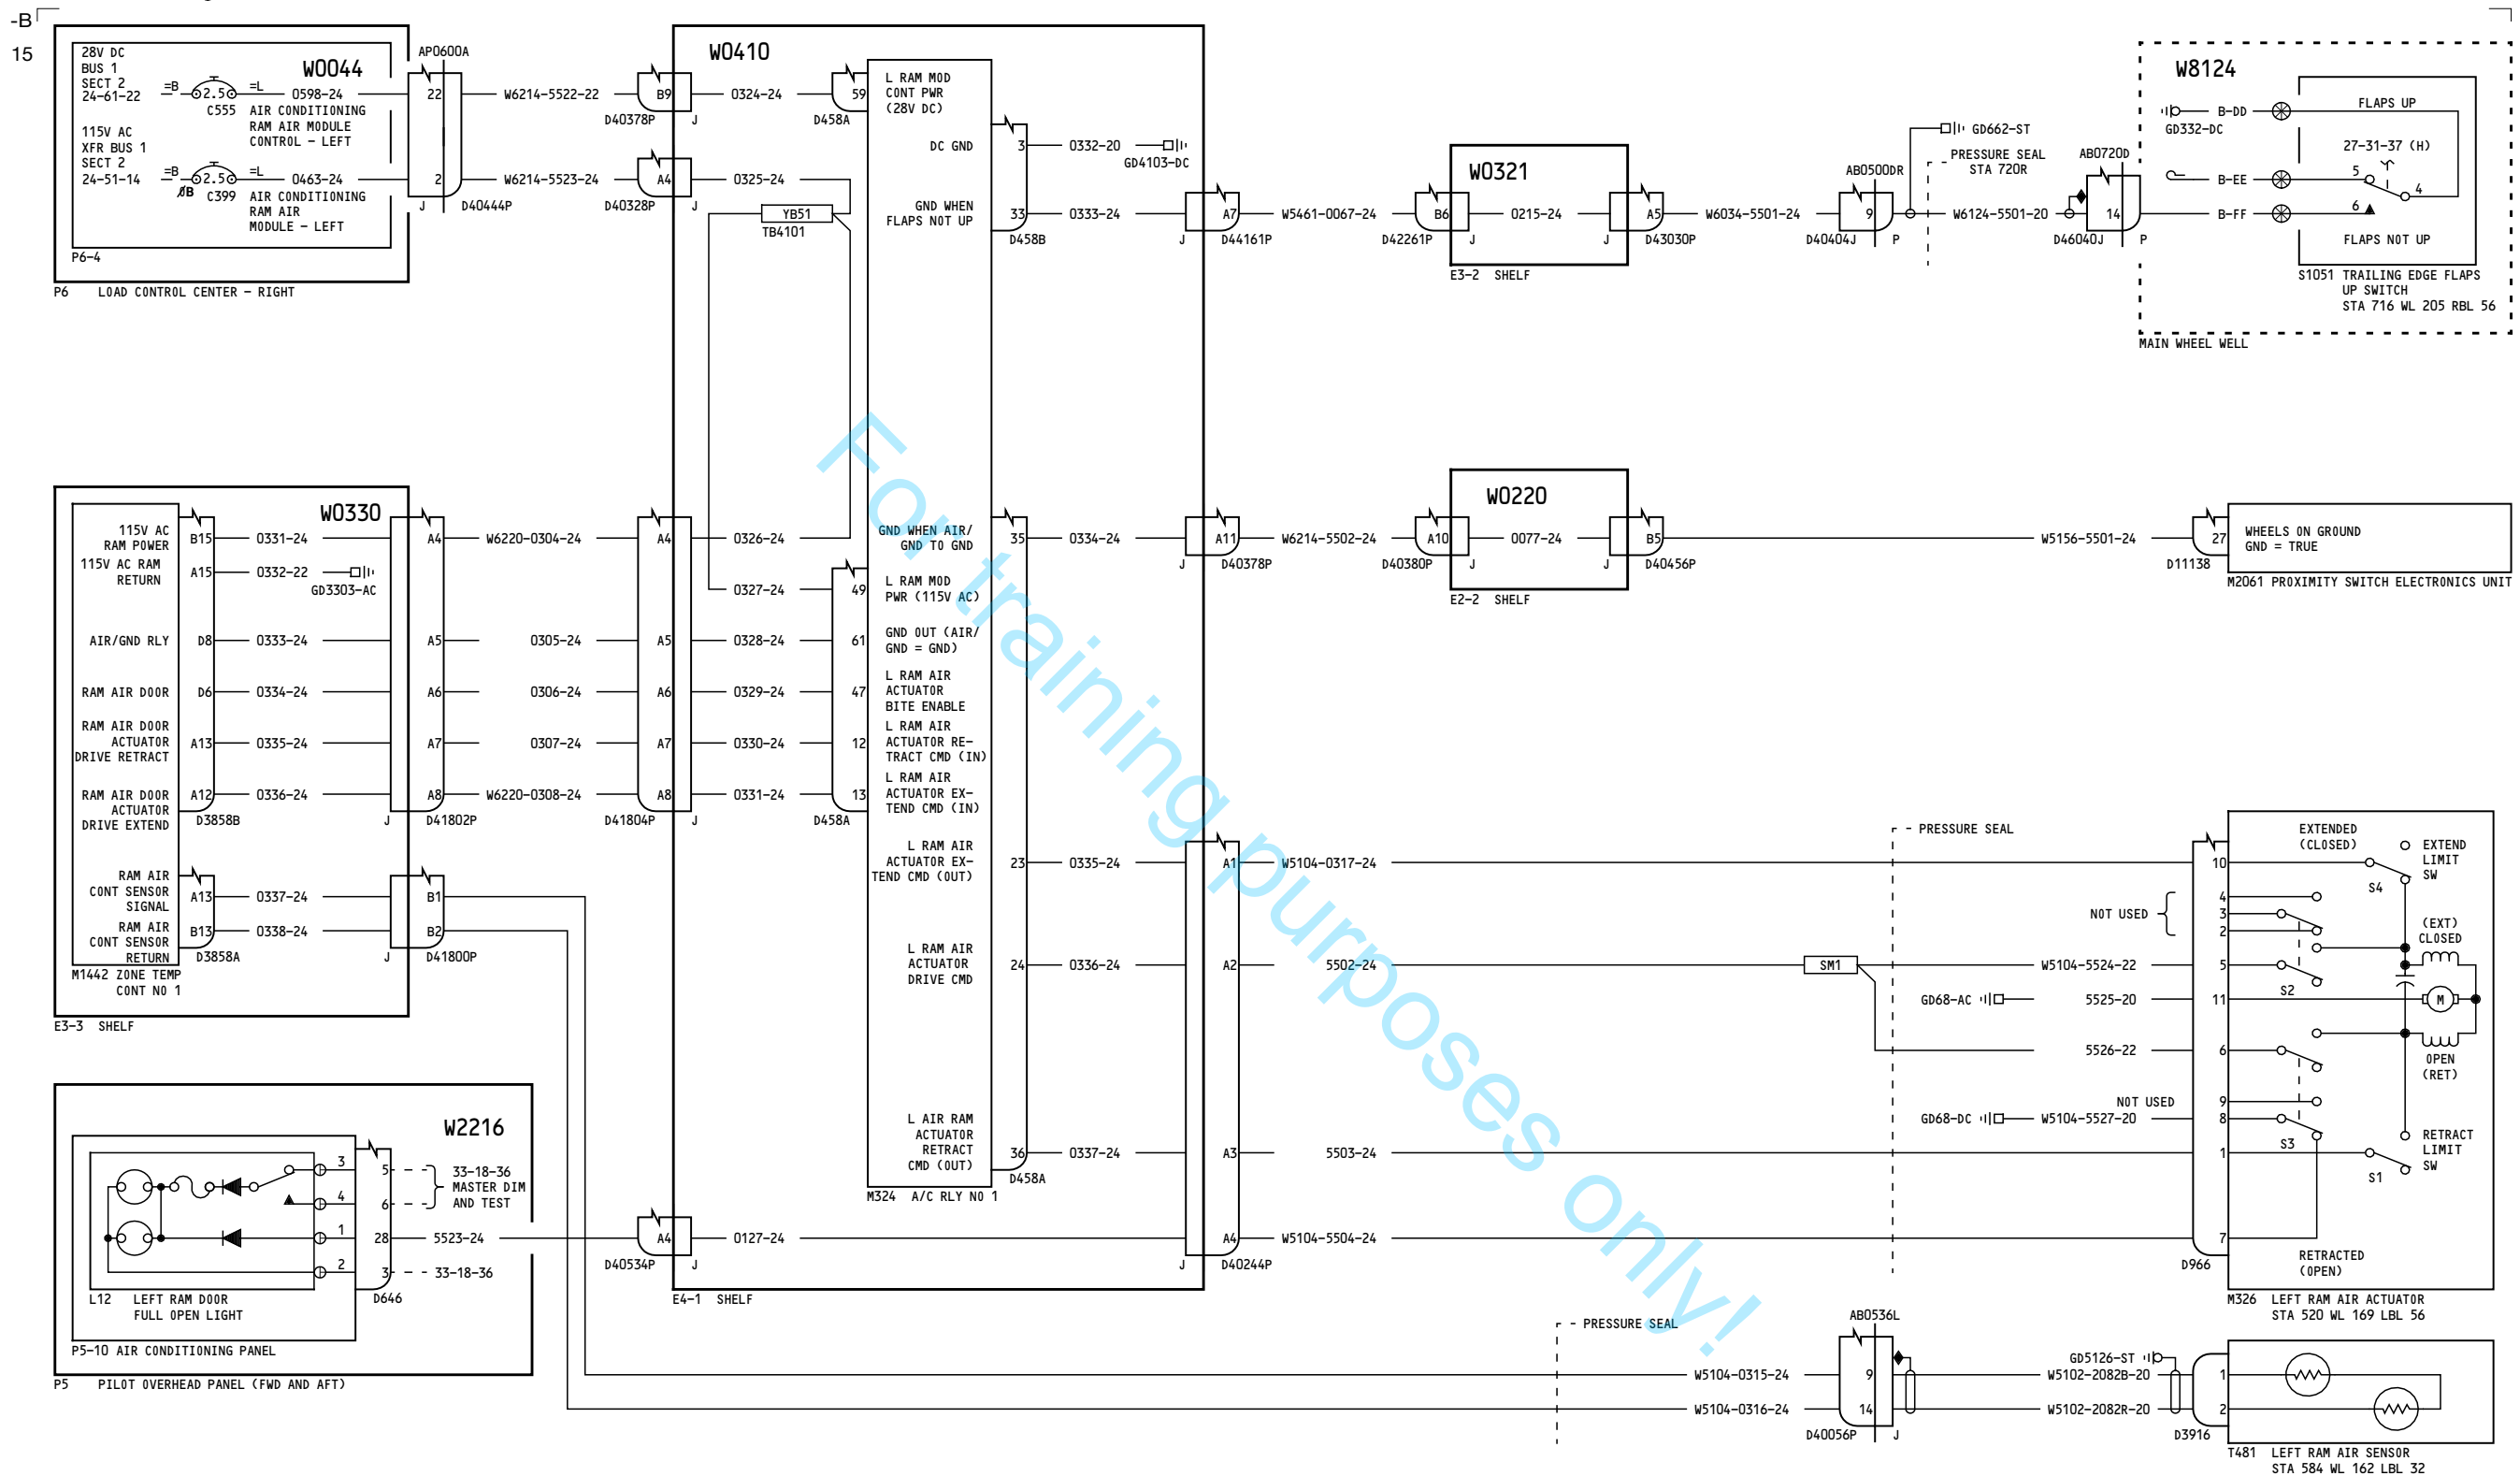 -B
15
28V DC
BUS 1
SECT 2
24-61-22
=B
2.5
=L
C555
0598-24
AIR CONDITIONING
RAM AIR MODULE
CONTROL - LEFT
W0044
115V AC
XFR BUS 1
SECT 2
24-51-14
=B
ØB
2.5
=L
C399
0463-24
AIR CONDITIONING
RAM AIR
MODULE - LEFT
P6-4
P6 LOAD CONTROL CENTER - RIGHT
AP0600A
22
2
J
D40444P
W6214-5522-22
W6214-5523-24
B9
D40378P
J
A4
D40328P
J
W0410
0324-24
0325-24
YB51
TB4101
59
D458A
L RAM MOD
CONT PWR
(28V DC)
DC GND
3
0332-20
GD4103-DC
GND WHEN
FLAPS NOT UP
33
D458B
0333-24
A7
J
D44161P
W5461-0067-24
B6
D42261P
J
W0321
0215-24
E3-2 SHELF
A5
J
D43030P
W6034-5501-24
AB0500DR
9
D40404J
P
GD662-ST
PRESSURE SEAL
STA 720R
W6124-5501-20
AB0720D
14
D46040J
P
W8124
GD332-DC
B-DD
B-EE
B-FF
FLAPS UP
27-31-37 (H)
5
4
6
FLAPS NOT UP
S1051 TRAILING EDGE FLAPS
UP SWITCH
STA 716 WL 205 RBL 56
MAIN WHEEL WELL
W0330
115V AC
RAM POWER
B15
0331-24
115V AC RAM
RETURN
A15
0332-22
GD3303-AC
AIR/GND RLY
D8
0333-24
RAM AIR DOOR
D6
0334-24
RAM AIR DOOR
ACTUATOR
DRIVE RETRACT
A13
0335-24
RAM AIR DOOR
ACTUATOR
DRIVE EXTEND
A12
0336-24
D3858B
RAM AIR
CONT SENSOR
SIGNAL
A13
0337-24
RAM AIR
CONT SENSOR
RETURN
B13
0338-24
D3858A
M1442 ZONE TEMP
CONT NO 1
E3-3 SHELF
A4
A5
A6
A7
A8
J
D41802P
B1
B2
J
D41800P
W6220-0304-24
0305-24
0306-24
0307-24
W6220-0308-24
A4
A5
A6
A7
A8
D41804P
J
0326-24
0327-24
0328-24
0329-24
0330-24
0331-24
49
61
47
12
13
D458A
GND WHEN AIR/
GND TO GND
35
0334-24
L RAM MOD
PWR (115V AC)
GND OUT (AIR/
GND = GND)
L RAM AIR
ACTUATOR
BITE ENABLE
L RAM AIR
ACTUATOR RE-
TRACT CMD (IN)
L RAM AIR
ACTUATOR EX-
TEND CMD (IN)
L RAM AIR
ACTUATOR EX-
TEND CMD (OUT)
23
0335-24
L RAM AIR
ACTUATOR
DRIVE CMD
24
0336-24
L AIR RAM
ACTUATOR
RETRACT
CMD (OUT)
36
0337-24
D458A
M324 A/C RLY NO 1
E4-1 SHELF
A11
J
D40378P
W6214-5502-24
A10
D40380P
J
W0220
0077-24
E2-2 SHELF
B5
J
D40456P
W5156-5501-24
27
D11138
WHEELS ON GROUND
GND = TRUE
M2061 PROXIMITY SWITCH ELECTRONICS UNIT
A1
A2
A3
A4
J
D40244P
W5104-0317-24
5502-24
5503-24
W5104-5504-24
SM1
PRESSURE SEAL
NOT USED
W5104-5524-22
GD68-AC
5525-20
5526-22
NOT USED
GD68-DC
W5104-5527-20
10
4
3
2
5
11
6
9
8
1
7
D966
EXTENDED
(CLOSED)
EXTEND
LIMIT
SW
S4
(EXT)
CLOSED
S2
M
OPEN
(RET)
S3
RETRACT
LIMIT
SW
S1
RETRACTED
(OPEN)
M326 LEFT RAM AIR ACTUATOR
STA 520 WL 169 LBL 56
W2216
3
4
1
2
5
6
28
3
D646
33-18-36
MASTER DIM
AND TEST
5523-24
33-18-36
L12 LEFT RAM DOOR
FULL OPEN LIGHT
P5-10 AIR CONDITIONING PANEL
P5 PILOT OVERHEAD PANEL (FWD AND AFT)
A4
D40534P
J
0127-24
PRESSURE SEAL
W5104-0315-24
W5104-0316-24
AB0536L
9
14
D40056P
J
GD5126-ST
W5102-2082B-20
W5102-2082R-20
1
2
D3916
T481 LEFT RAM AIR SENSOR
STA 584 WL 162 LBL 32
For training purposes only!